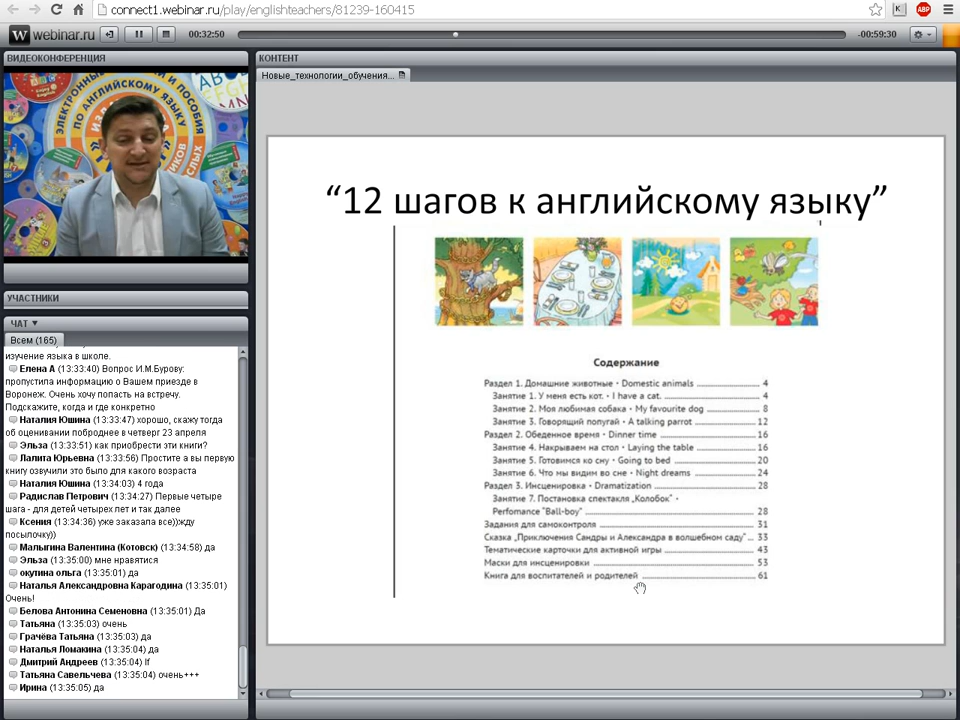 connect1.webinar.ru/play/englishteachers/81239-160415
K
ABP
W webinar.ru
00:32:50
-00:59:30
ВИДЕОКОНФЕРЕНЦИЯ
ЭЛЕКТРОННЫЕ
И ПОСОБИЯ
ПО АНГЛИЙСКОМУ ЯЗЫКУ
УЧАСТНИКИ
ЧАТ
Всем (165)
изучение языка в школе.
Елена А (13:33:40) Вопрос И.М.Бурову:
пропустила информацию о Вашем приезде в
Воронеж. Очень хочу попасть на встречу.
Подскажите, когда и где конкретно
Наталия Юшина (13:33:47) хорошо, скажу тогда
об оценивании поброднее в четверг 23 апреля
Эльза (13:33:51) как приобрести эти книги?
Лалита Юрьевна (13:33:56) Простите а вы первую
книгу озвучили это было для какого возраста
Наталия Юшина (13:34:03) 4 года
Радислав Петрович (13:34:27) Первые четыре
шага - для детей четырех лет и так далее
Ксения (13:34:36) уже заказала все))жду
посылочку))
Малыгина Валентина (Котовск) (13:34:58) да
Эльза (13:35:00) мне нравятися
окунина ольга (13:35:01) да
Наталья Александровна Карагодина (13:35:01)
Очень!
Белова Антонина Семеновна (13:35:01) Да
Татьяна (13:35:03) очень
Грачёва Татьяна (13:35:03) да
Наталья Ломакина (13:35:04) да
Дмитрий Андреев (13:35:04) lf
Татьяна Савельчева (13:35:04) очень+++
Ирина (13:35:05) да
КОНТЕНТ
Новые_технологии_обучения...
“12 шагов к английскому языку”
Содержание
Раздел 1. Домашние животные • Domestic animals 4
Занятие 1. У меня есть кот. • I have a cat. 4
Занятие 2. Моя любимая собака • My favourite dog 8
Занятие 3. Говорящий попугай • A talking parrot 12
Раздел 2. Обеденное время • Dinner time 16
Занятие 4. Накрываем на стол • Laying the table 16
Занятие 5. Готовимся ко сну • Going to bed 20
Занятие 6. Что мы видим во сне • Night dreams 24
Раздел 3. Инсценировка • Dramatization 28
Занятие 7. Постановка спектакля „Колобок” •
Perfomance “Ball-boy” 28
Задания для самоконтроля 31
Сказка „Приключения Сандры и Александра в волшебном саду” 33
Тематические карточки для активной игры 43
Маски для инсценировки 53
Книга для воспитателей и родителей 61